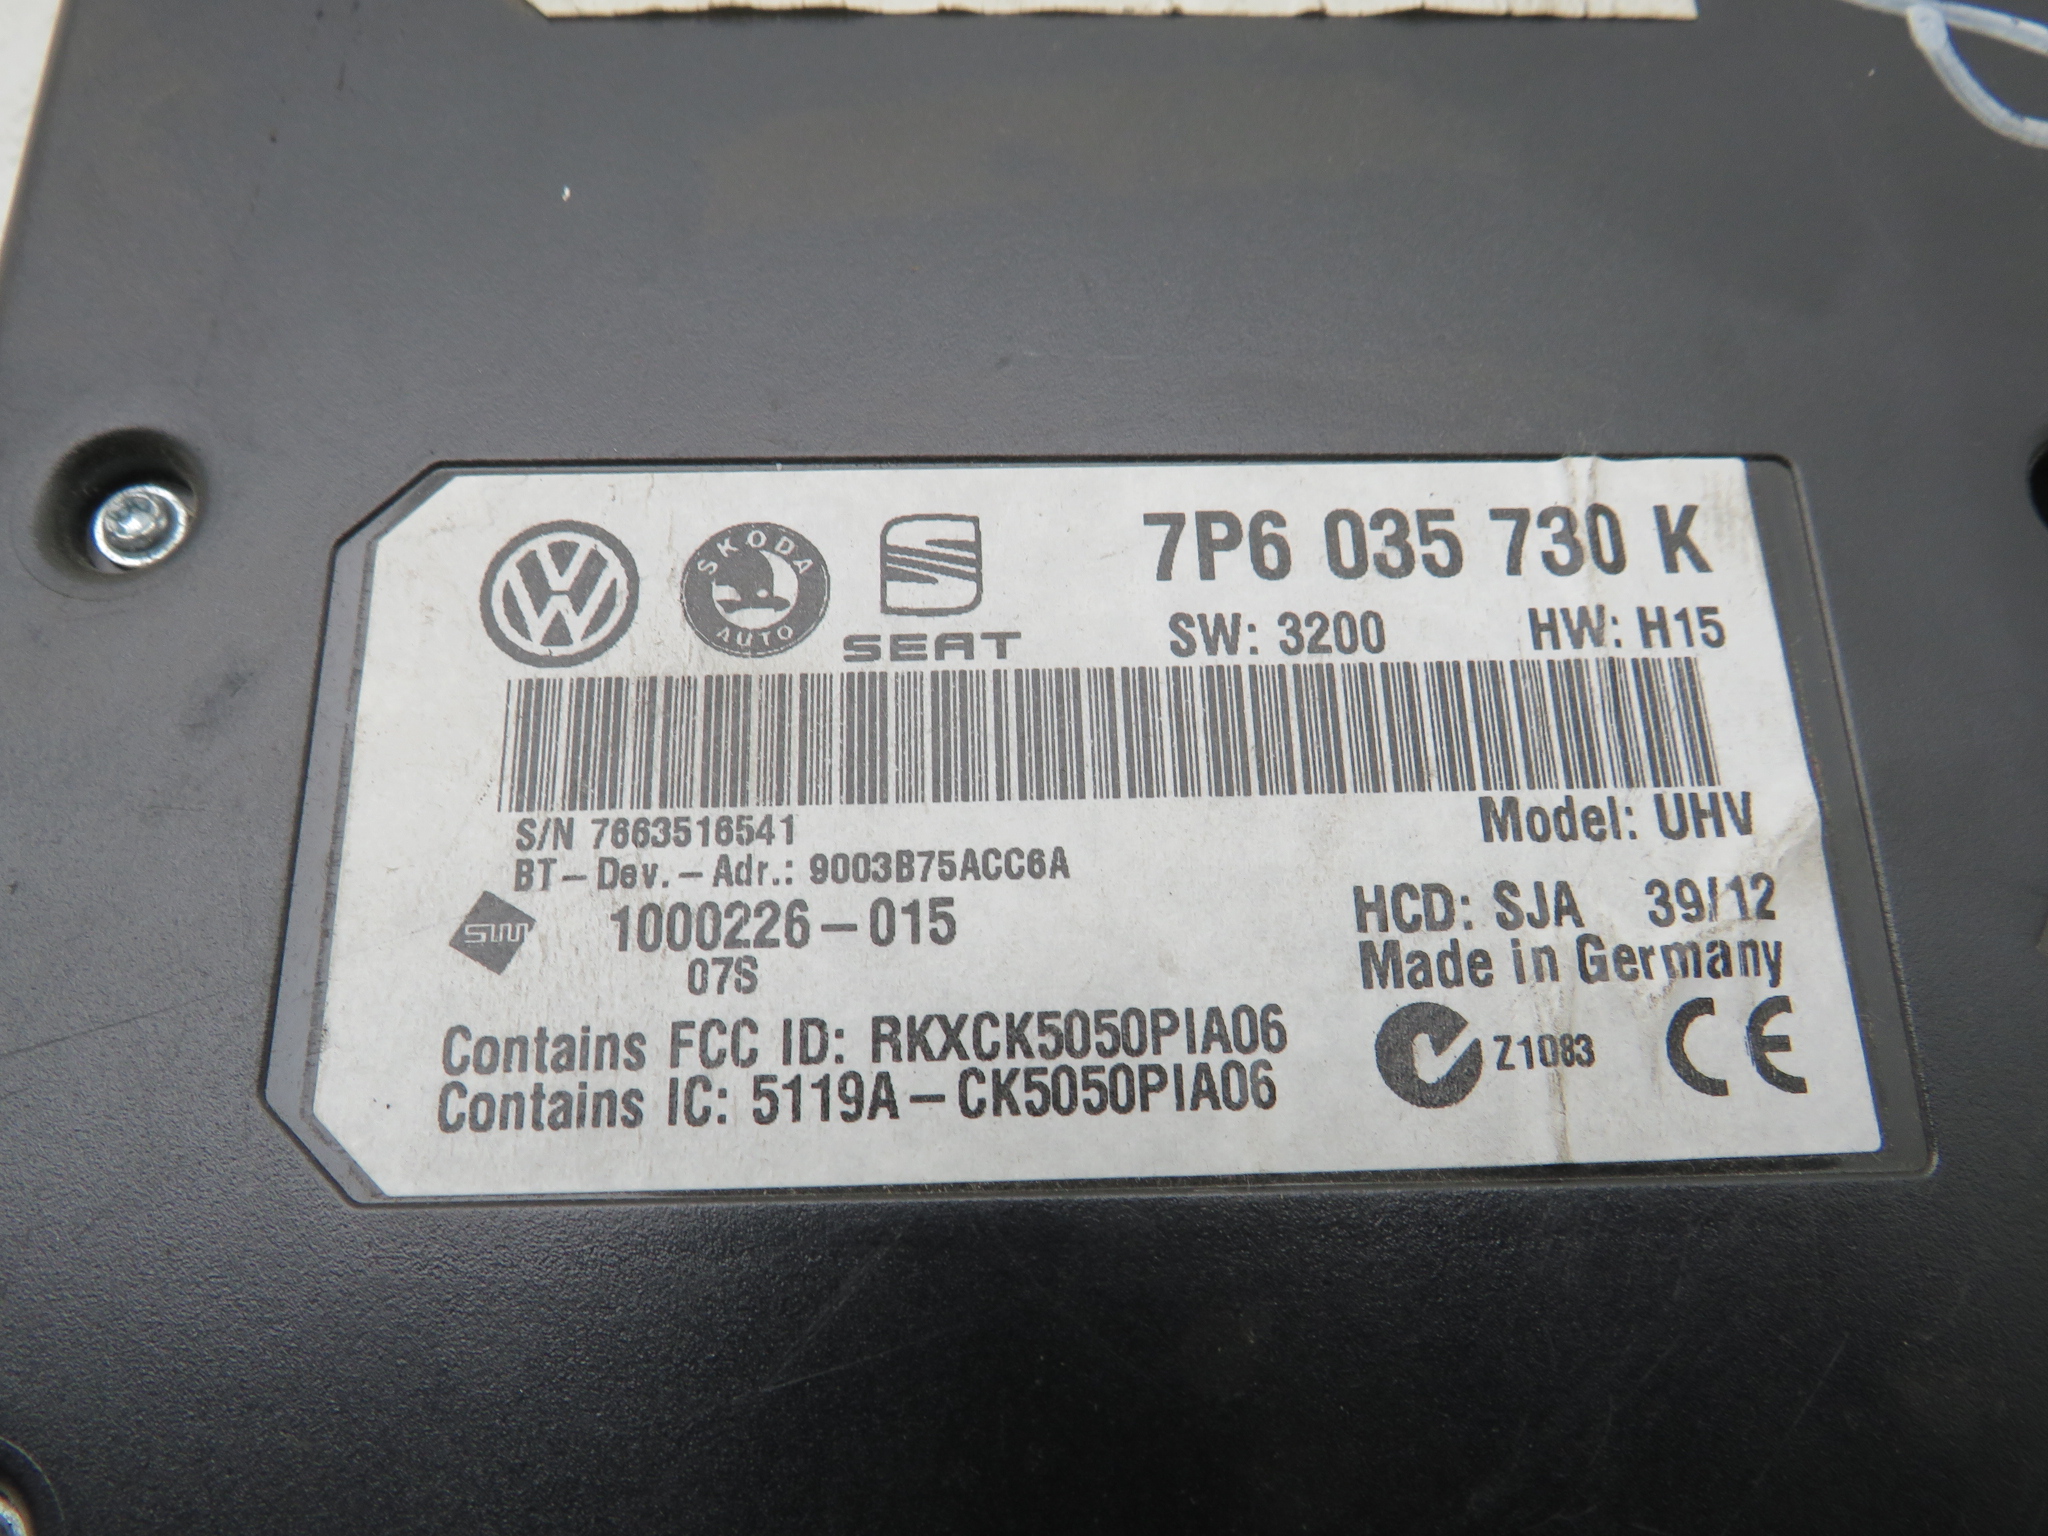 SKODA
AUTO
SEAT
7P6 035 730 K
SW: 3200 HW: H15
S/N 7663516541
Model: UHV
BT-Dev.-Adr.: 9003B75ACC6A
1000226-015
07S
HCD: SJA 39/12
Made in Germany
Contains FCC ID: RKXCK5050PIA06
Contains IC: 5119A-CK5050PIA06
Z1083
CE